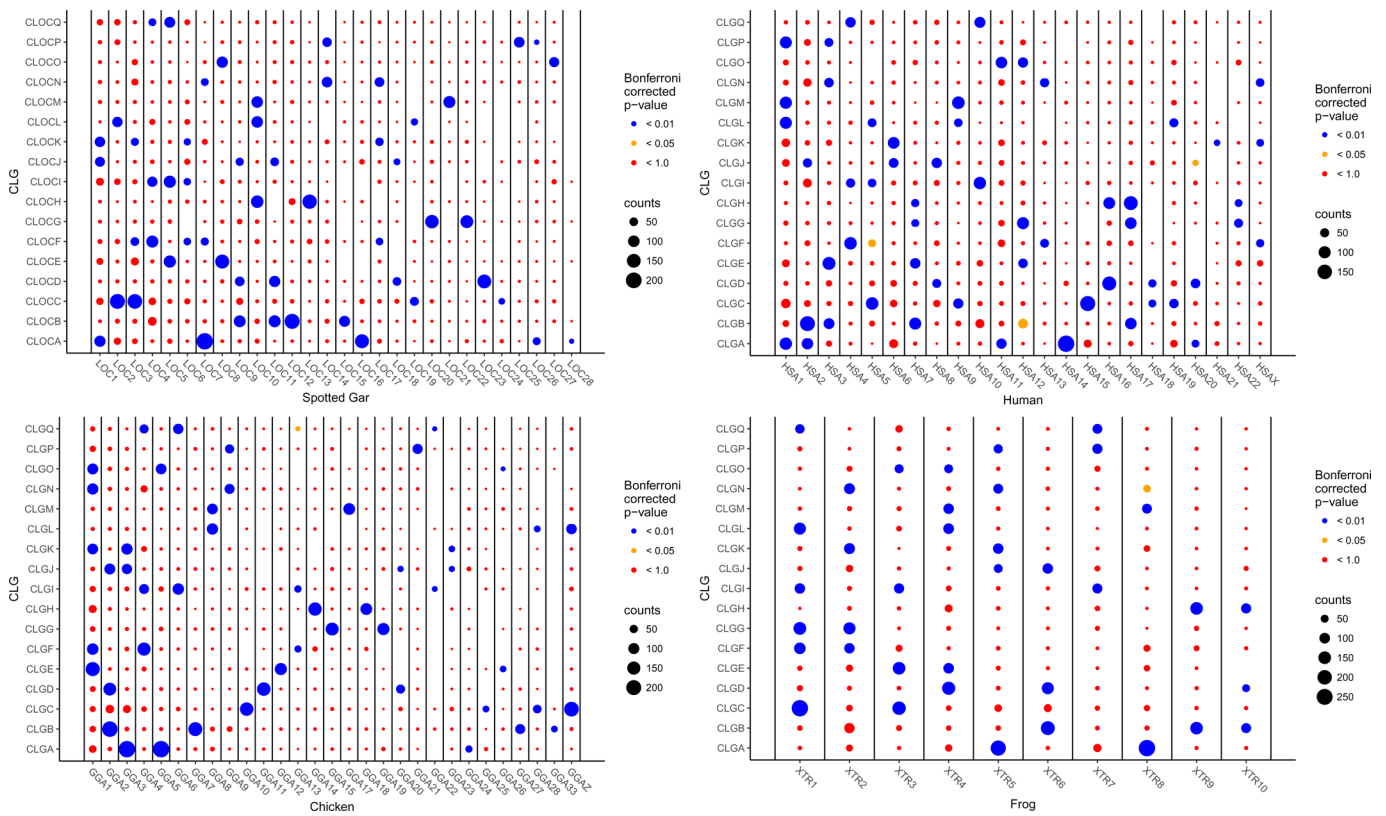 CLG
CLOCQ
CLOCP
CLOCO
CLOCN
CLOCM
CLOCL
CLOCK
CLOCJ
CLOCI
CLOCH
CLOCG
CLOCF
CLOCE
CLOCD
CLOCC
CLOCB
CLOCA
LOC1
LOC2
LOC3
LOC4
LOC5
LOC6
LOC7
LOC8
LOC9
LOC10
LOC11
LOC12
LOC13
LOC14
LOC15
LOC16
LOC17
LOC18
LOC19
LOC20
LOC21
LOC22
LOC23
LOC24
LOC25
LOC26
LOC27
LOC28
Spotted Gar
Bonferroni
corrected
p−value
< 0.01
< 0.05
< 1.0
counts
50
100
150
200
CLG
CLGQ
CLGP
CLGO
CLGN
CLGM
CLGL
CLGK
CLGJ
CLGI
CLGH
CLGG
CLGF
CLGE
CLGD
CLGC
CLGB
CLGA
HSA1
HSA2
HSA3
HSA4
HSA5
HSA6
HSA7
HSA8
HSA9
HSA10
HSA11
HSA12
HSA13
HSA14
HSA15
HSA16
HSA17
HSA18
HSA19
HSA20
HSA21
HSA22
HSAX
Human
Bonferroni
corrected
p−value
< 0.01
< 0.05
< 1.0
counts
50
100
150
CLG
CLGQ
CLGP
CLGO
CLGN
CLGM
CLGL
CLGK
CLGJ
CLGI
CLGH
CLGG
CLGF
CLGE
CLGD
CLGC
CLGB
CLGA
GGA1
GGA2
GGA3
GGA4
GGA5
GGA6
GGA7
GGA8
GGA9
GGA10
GGA11
GGA12
GGA13
GGA14
GGA15
GGA17
GGA18
GGA19
GGA20
GGA21
GGA22
GGA23
GGA24
GGA25
GGA26
GGA27
GGA28
GGA33
GGAZ
Chicken
Bonferroni
corrected
p−value
< 0.01
< 0.05
< 1.0
counts
50
100
150
200
CLG
CLGQ
CLGP
CLGO
CLGN
CLGM
CLGL
CLGK
CLGJ
CLGI
CLGH
CLGG
CLGF
CLGE
CLGD
CLGC
CLGB
CLGA
XTR1
XTR2
XTR3
XTR4
XTR5
XTR6
XTR7
XTR8
XTR9
XTR10
Frog
Bonferroni
corrected
p−value
< 0.01
< 0.05
< 1.0
counts
50
100
150
200
250